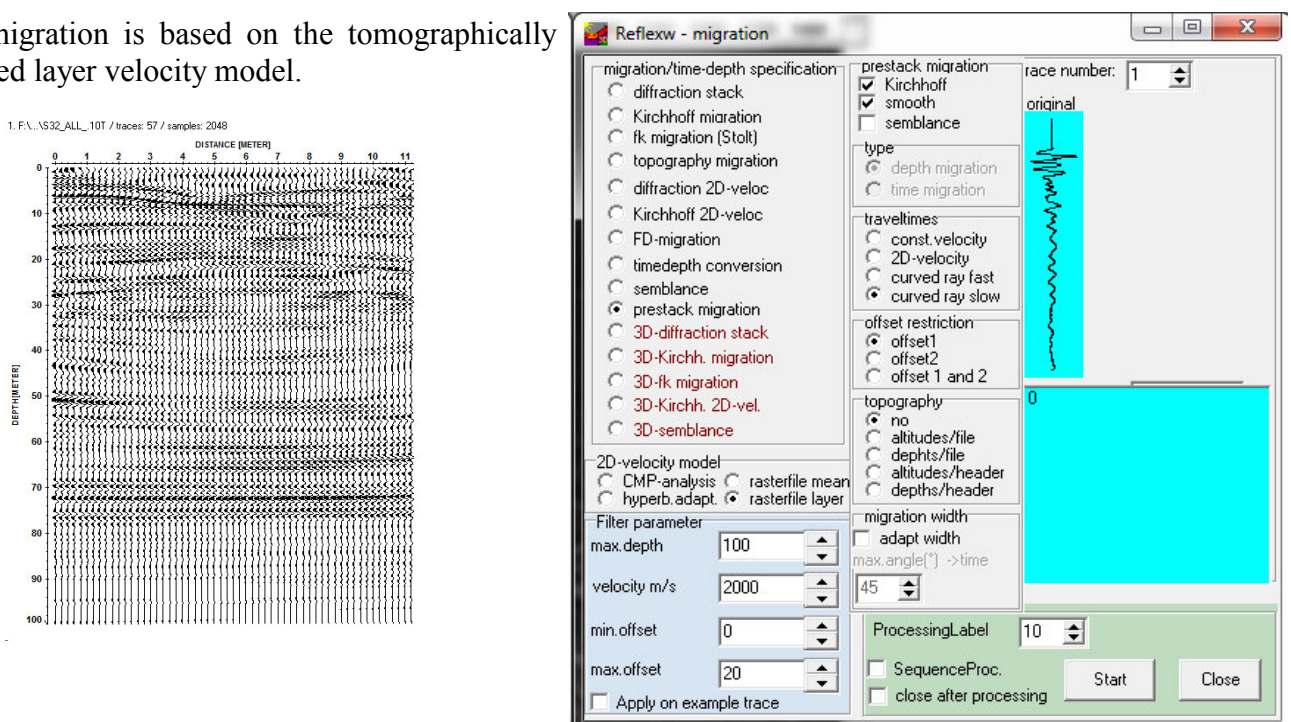 migration is based on the tomographically
ed layer velocity model.
1. F:\...\S32_ALL_.10T / traces: 57 / samples: 2048
DISTANCE [METER]
0 1 2 3 4 5 6 7 8 9 10 11
0
10
20
30
40
50
60
70
80
90
100
DEPTH[METER]
Reflexw - migration
migration/time-depth specification
diffraction stack
Kirchhoff migration
fk migration (Stolt)
topography migration
diffraction 2D-veloc
Kirchhoff 2D-veloc
FD-migration
timedepth conversion
semblance
prestack migration
3D-diffraction stack
3D-Kirchh. migration
3D-fk migration
3D-Kirchh. 2D-vel.
3D-semblance
2D-velocity model
CMP-analysis rasterfile mean
hyperb.adapt. rasterfile layer
Filter parameter
max.depth 100
velocity m/s 2000
min.offset 0
max.offset 20
Apply on example trace
prestack migration
Kirchhoff
smooth
semblance
type
depth migration
time migration
traveltimes
const.velocity
2D-velocity
curved ray fast
curved ray slow
offset restriction
offset1
offset2
offset 1 and 2
topography
no
altitudes/file
dephts/file
altitudes/header
depths/header
migration width
adapt width
max.angle(°) ->time
45
race number: 1
original
0
ProcessingLabel 10
SequenceProc.
close after processing
Start
Close